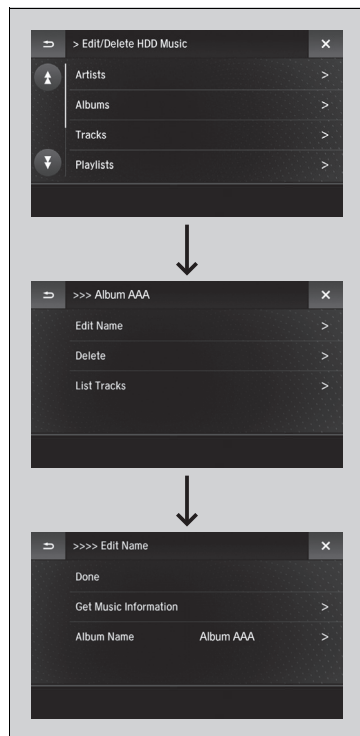 > Edit/Delete HDD Music
Artists >
Albums >
Tracks >
Playlists >
>>> Album AAA
Edit Name >
Delete >
List Tracks >
>>>> Edit Name
Done
Get Music Information >
Album Name Album AAA >